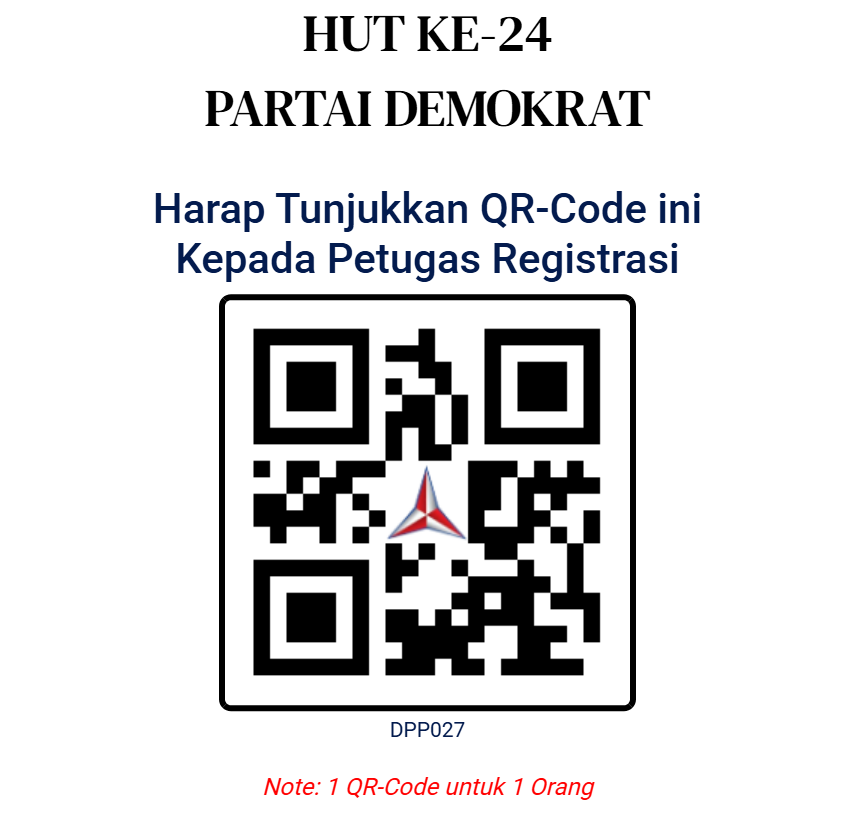 HUT KE-24
PARTAI DEMOKRAT
Harap Tunjukkan QR-Code ini
Kepada Petugas Registrasi
DPP027
Note: 1 QR-Code untuk 1 Orang